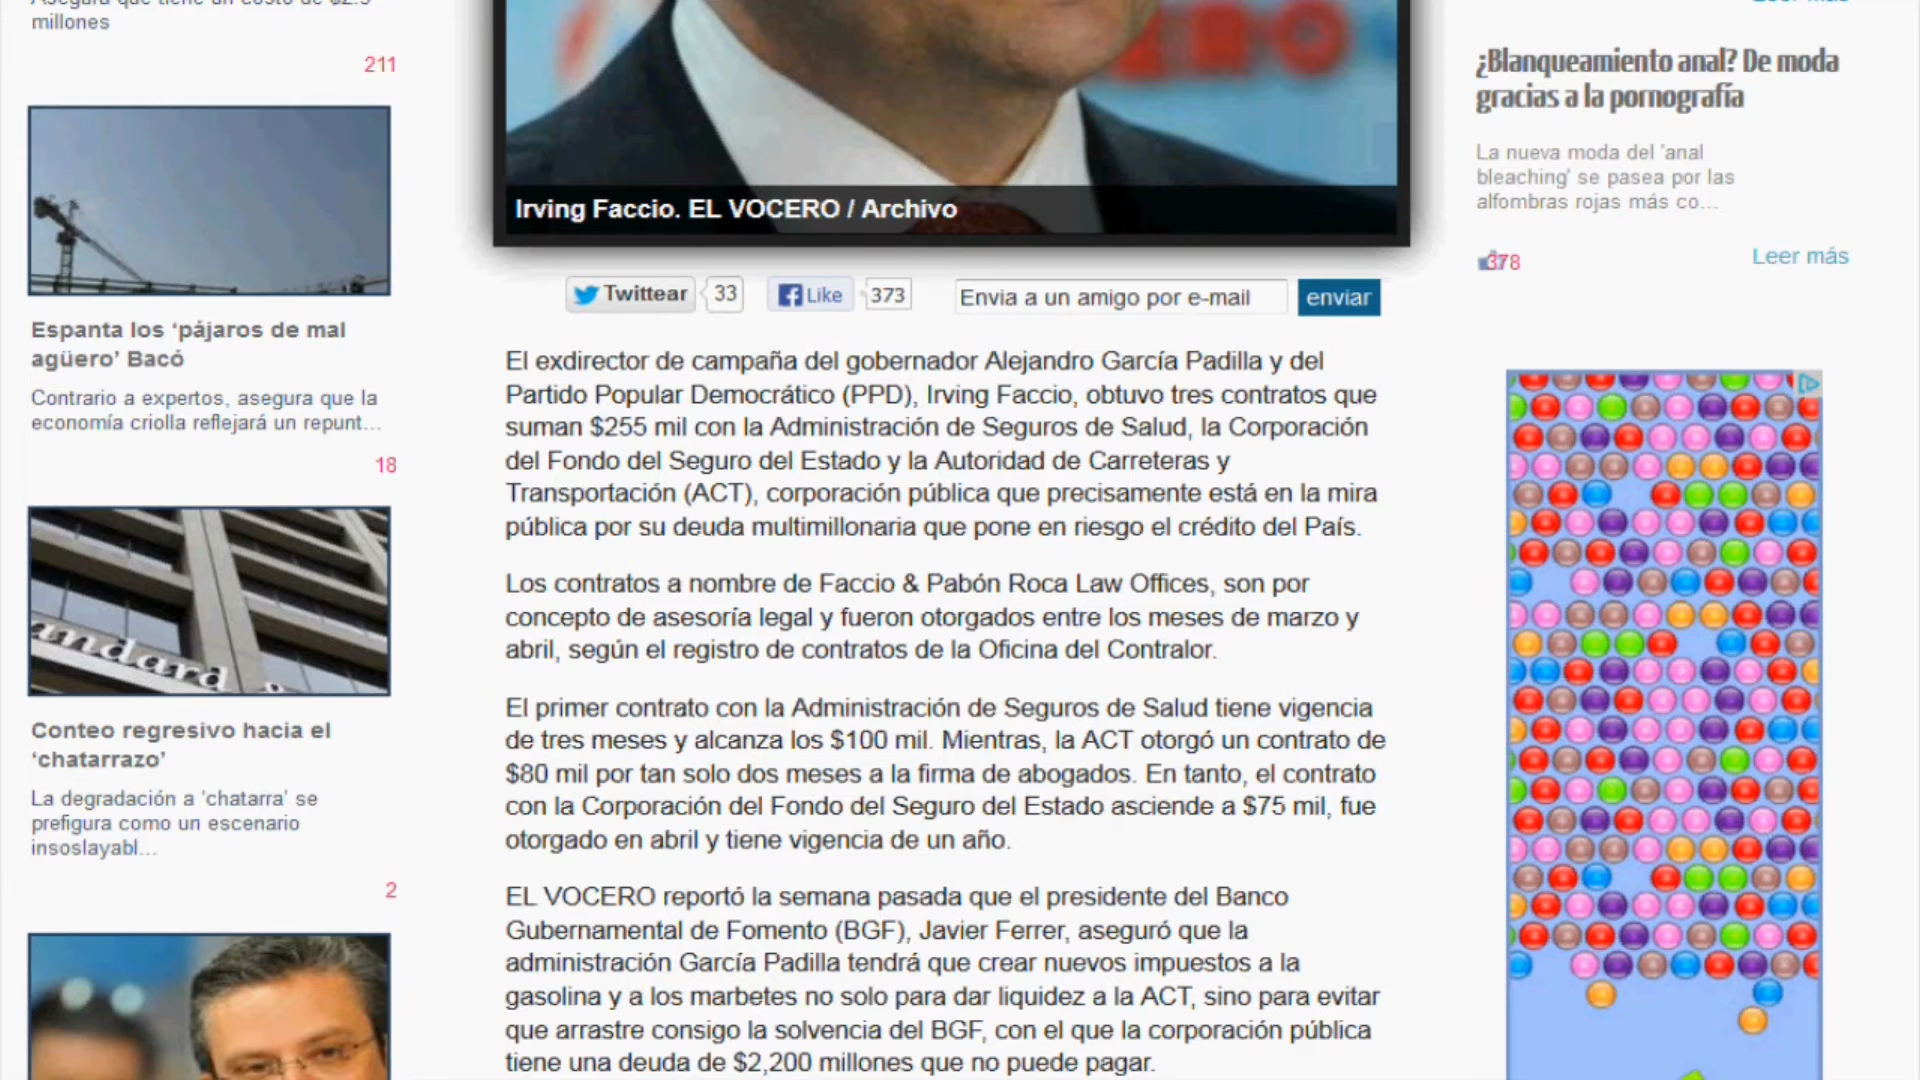 millones
211
Espanta los ‘pájaros de mal
agüero’ Bacó
Contrario a expertos, asegura que la
economía criolla reflejará un repunt...
18
andard
Conteo regresivo hacia el
‘chatarrazo’
La degradación a 'chatarra' se
prefigura como un escenario
insoslayabl...
2
Irving Faccio. EL VOCERO / Archivo
Twittear 33 Like 373 Envia a un amigo por e-mail enviar
El exdirector de campaña del gobernador Alejandro García Padilla y del
Partido Popular Democrático (PPD), Irving Faccio, obtuvo tres contratos que
suman $255 mil con la Administración de Seguros de Salud, la Corporación
del Fondo del Seguro del Estado y la Autoridad de Carreteras y
Transportación (ACT), corporación pública que precisamente está en la mira
pública por su deuda multimillonaria que pone en riesgo el crédito del País.
Los contratos a nombre de Faccio & Pabón Roca Law Offices, son por
concepto de asesoría legal y fueron otorgados entre los meses de marzo y
abril, según el registro de contratos de la Oficina del Contralor.
El primer contrato con la Administración de Seguros de Salud tiene vigencia
de tres meses y alcanza los $100 mil. Mientras, la ACT otorgó un contrato de
$80 mil por tan solo dos meses a la firma de abogados. En tanto, el contrato
con la Corporación del Fondo del Seguro del Estado asciende a $75 mil, fue
otorgado en abril y tiene vigencia de un año.
EL VOCERO reportó la semana pasada que el presidente del Banco
Gubernamental de Fomento (BGF), Javier Ferrer, aseguró que la
administración García Padilla tendrá que crear nuevos impuestos a la
gasolina y a los marbetes no solo para dar liquidez a la ACT, sino para evitar
que arrastre consigo la solvencia del BGF, con el que la corporación pública
tiene una deuda de $2,200 millones que no puede pagar.
¿Blanqueamiento anal? De moda
gracias a la pornografía
La nueva moda del 'anal
bleaching' se pasea por las
alfombras rojas más co...
378 Leer más